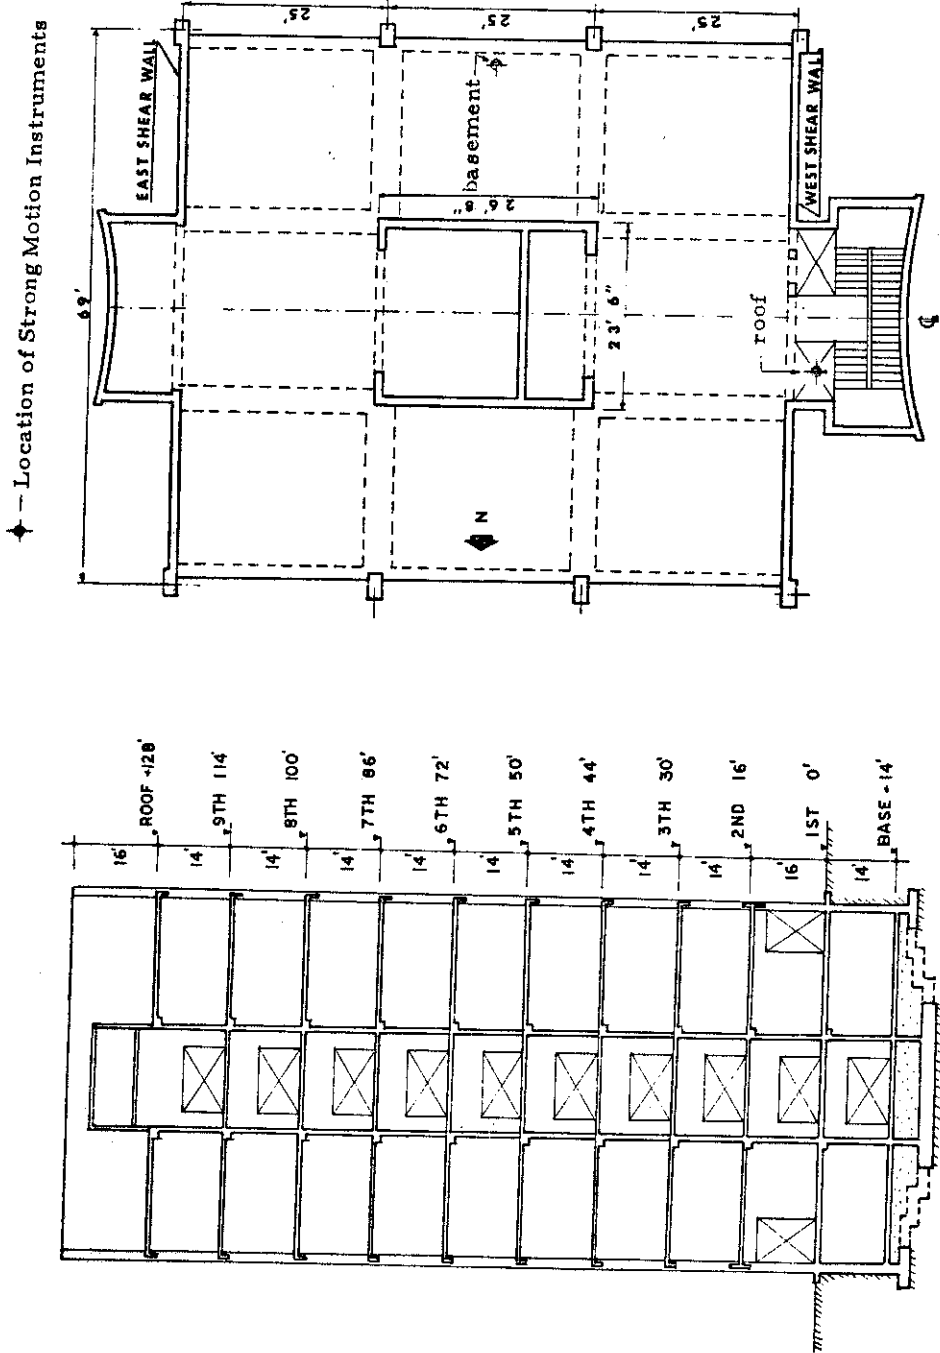 – Location of Strong Motion Instruments
69'
EAST SHEAR WALL
25'
25'
25'
basement
26' 8"
23' 6"
N
roof
WEST SHEAR WALL
℄
16'
ROOF +128'
14'
9TH 114'
14'
8TH 100'
14'
7TH 86'
14'
6TH 72'
14'
5TH 50'
14'
4TH 44'
14'
3TH 30'
14'
2ND 16'
16'
1ST 0'
14'
BASE -14'